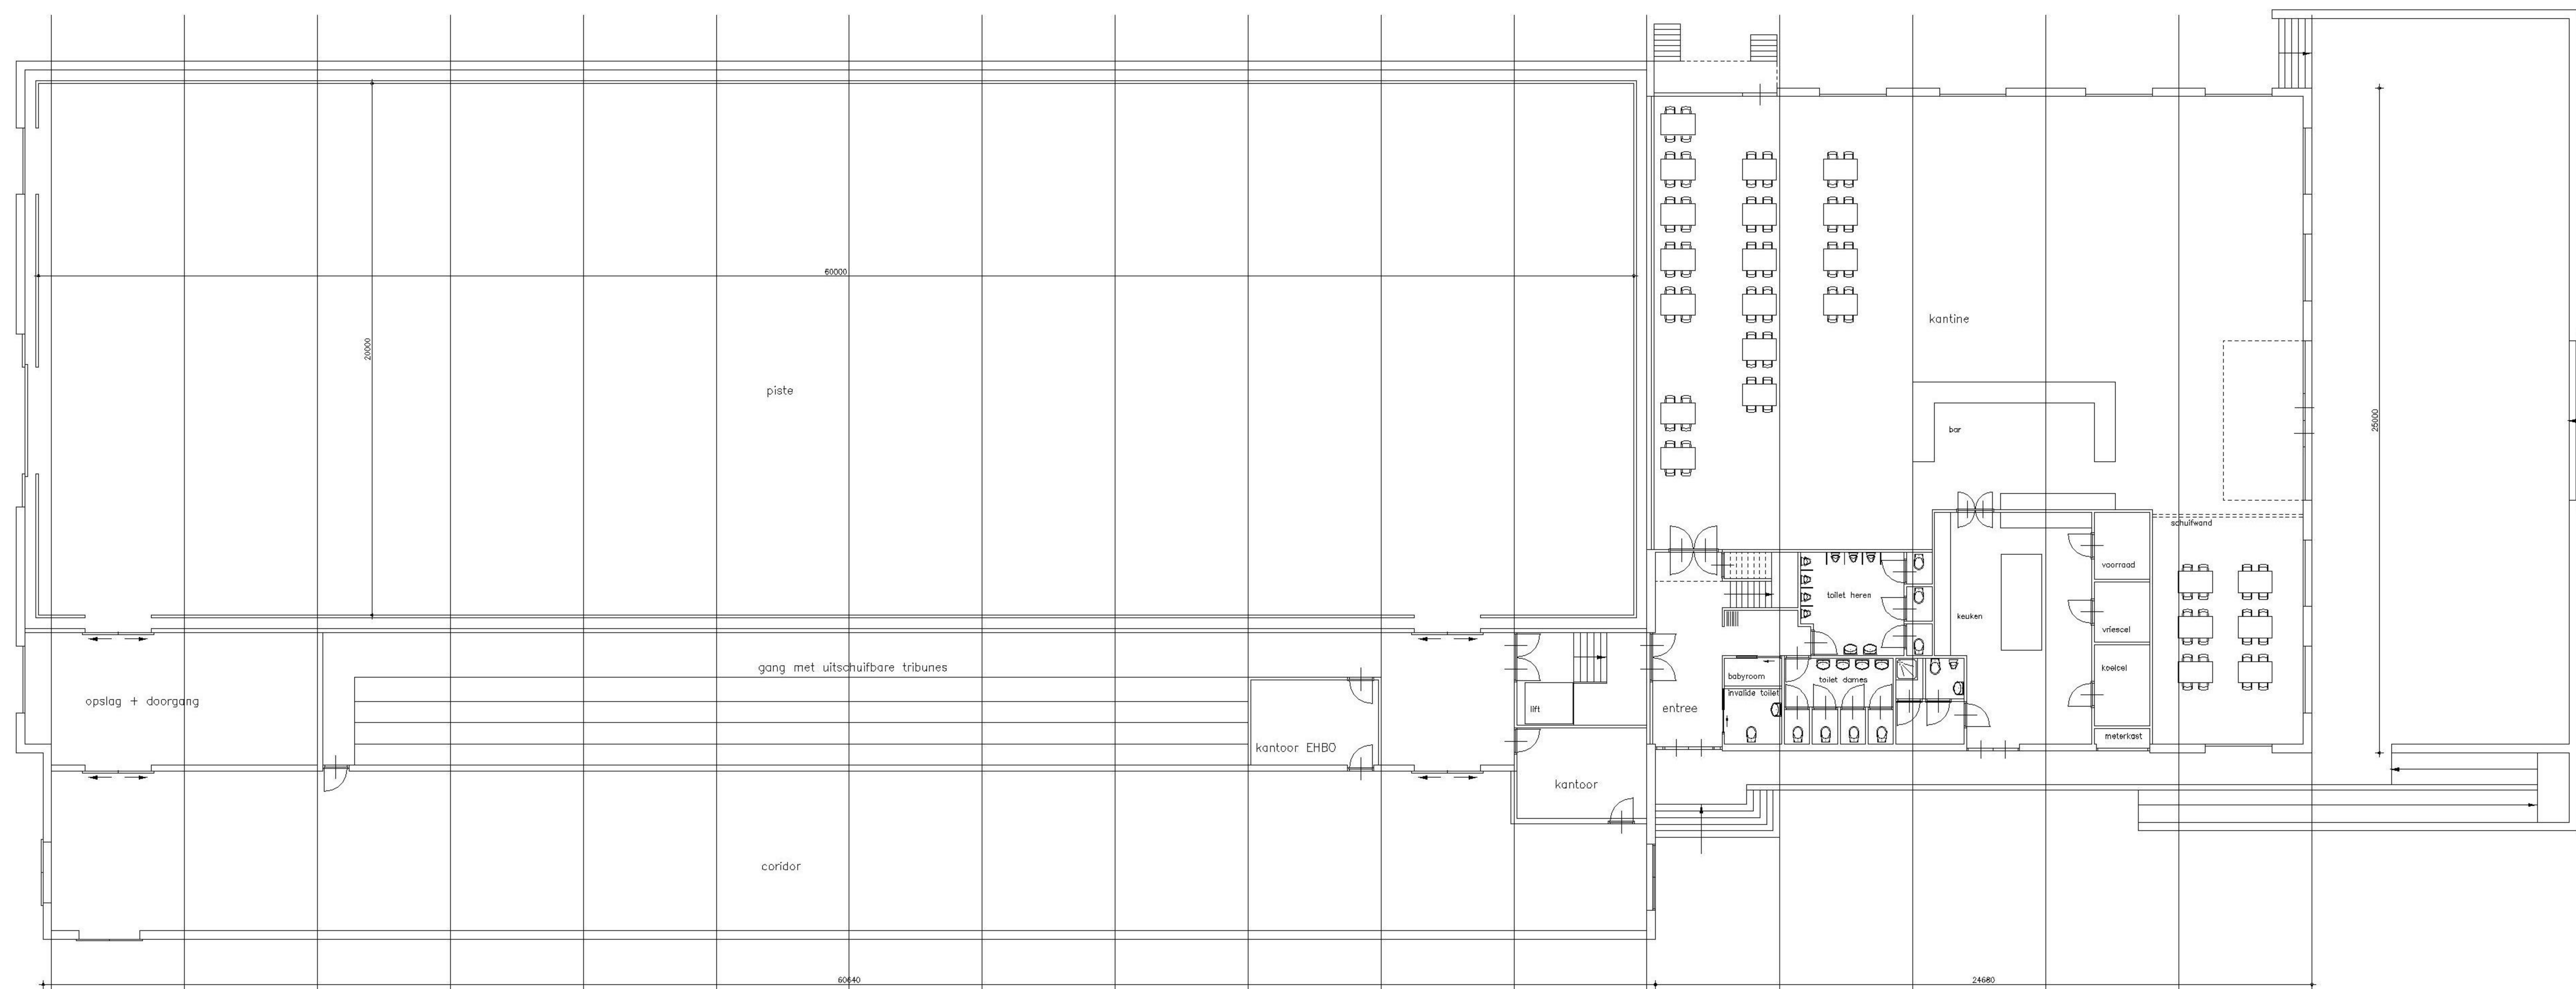 60000
kantine
20000
piste
25000
bar
schuifwand
voorraad
toilet heren
keuken
vriescel
gang met uitschuifbare tribunes
koelcel
babyroom
toilet dames
invalide toilet
opslag + doorgang
lift
entree
meterkast
kantoor EHBO
kantoor
coridor
60640
24680